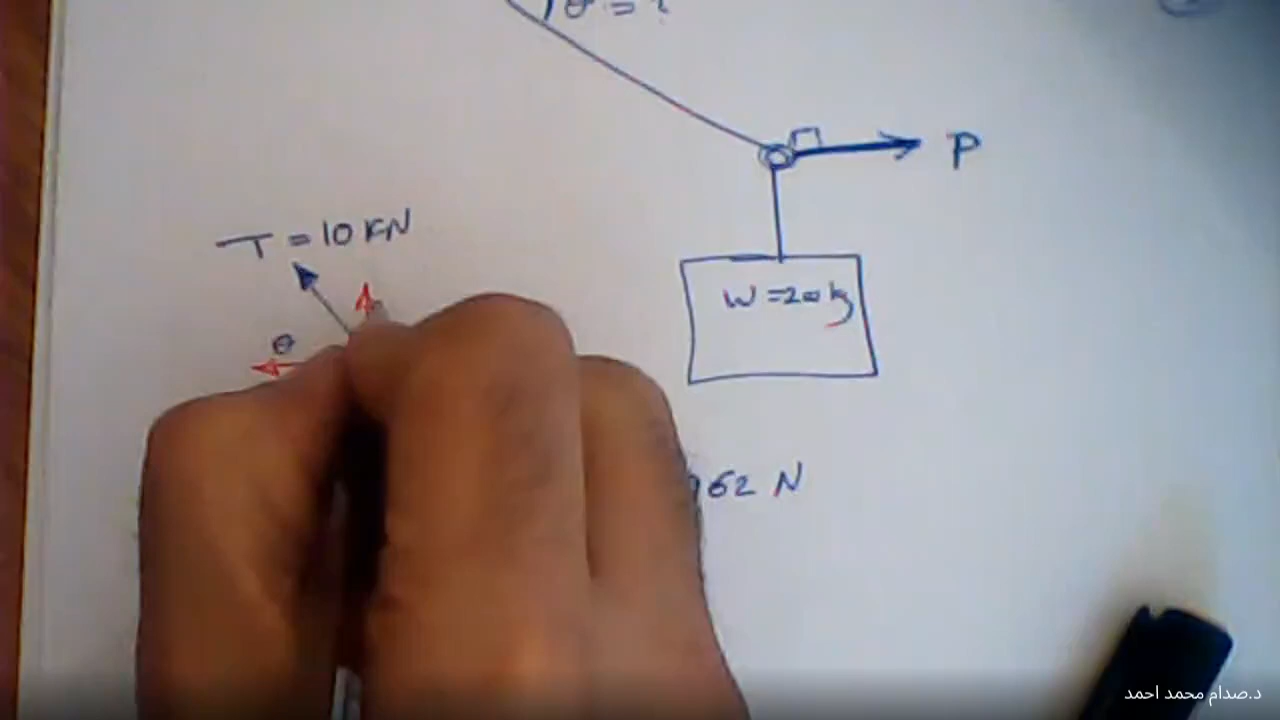 θ = ?
P
T = 10 KN
W = 20 kg
θ
962 N
د.صدام محمد احمد